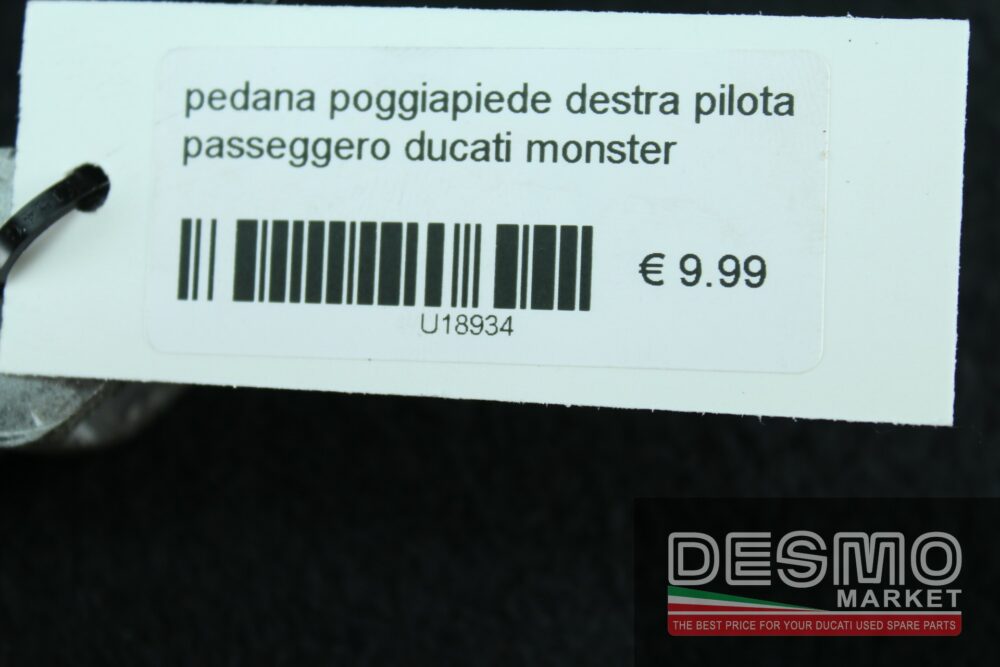 pedana poggiapiede destra pilota
passeggero ducati monster
€ 9.99
U18934
DESMO
MARKET
THE BEST PRICE FOR YOUR DUCATI USED SPARE PARTS